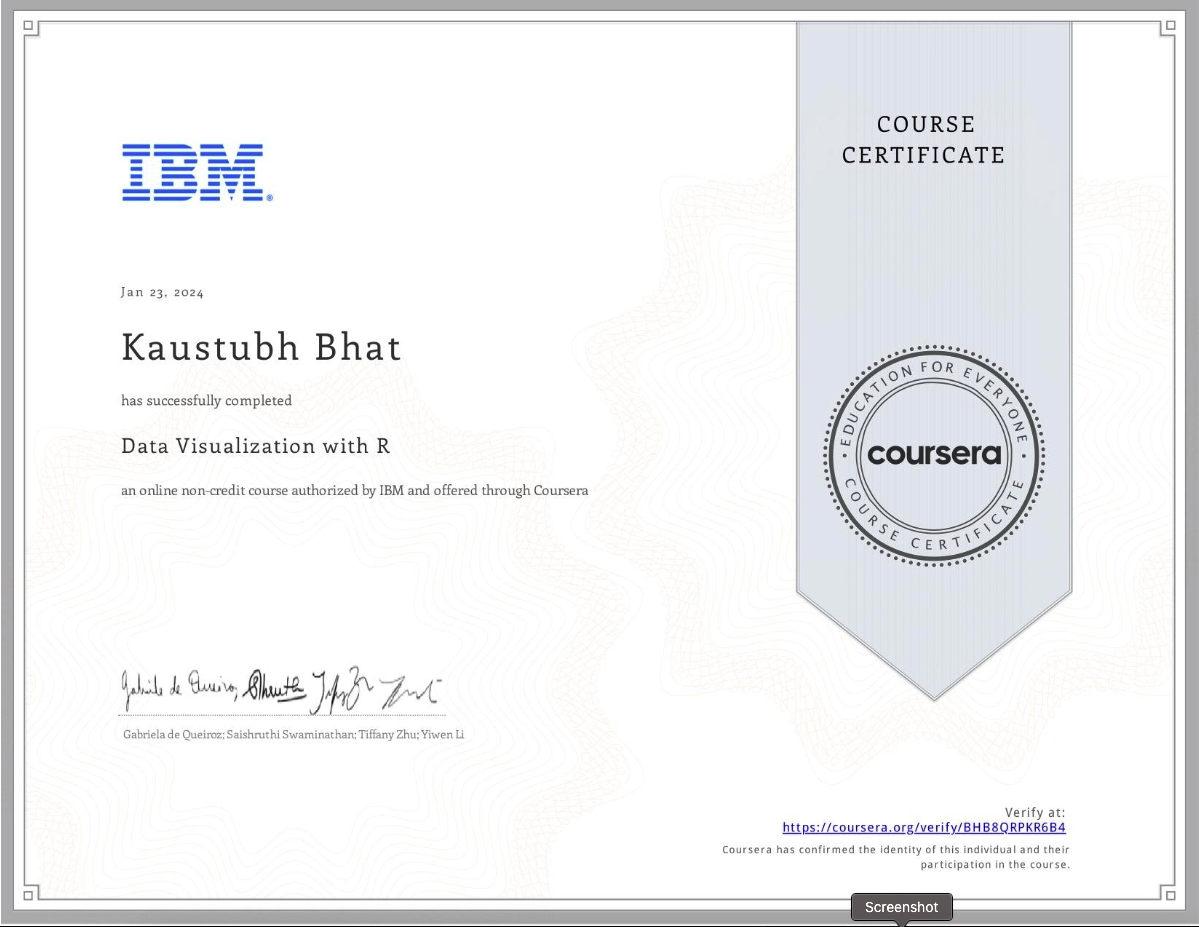 IBM®
COURSE
CERTIFICATE
Jan 23, 2024
Kaustubh Bhat
has successfully completed
Data Visualization with R
an online non-credit course authorized by IBM and offered through Coursera
EDUCATION FOR EVERYONE
coursera
COURSE CERTIFICATE
Gabriela de Queiroz; Saishruthi Swaminathan; Tiffany Zhu; Yiwen Li
Verify at:
https://coursera.org/verify/BHB8QRPKR6B4
Coursera has confirmed the identity of this individual and their
participation in the course.
Screenshot